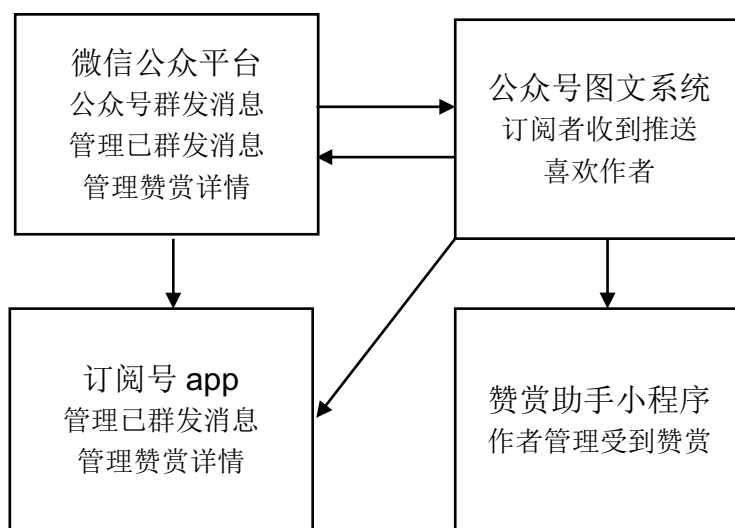 微信公众平台
公众号群发消息
管理已群发消息
管理赞赏详情
公众号图文系统
订阅者收到推送
喜欢作者
订阅号 app
管理已群发消息
管理赞赏详情
赞赏助手小程序
作者管理受到赞赏